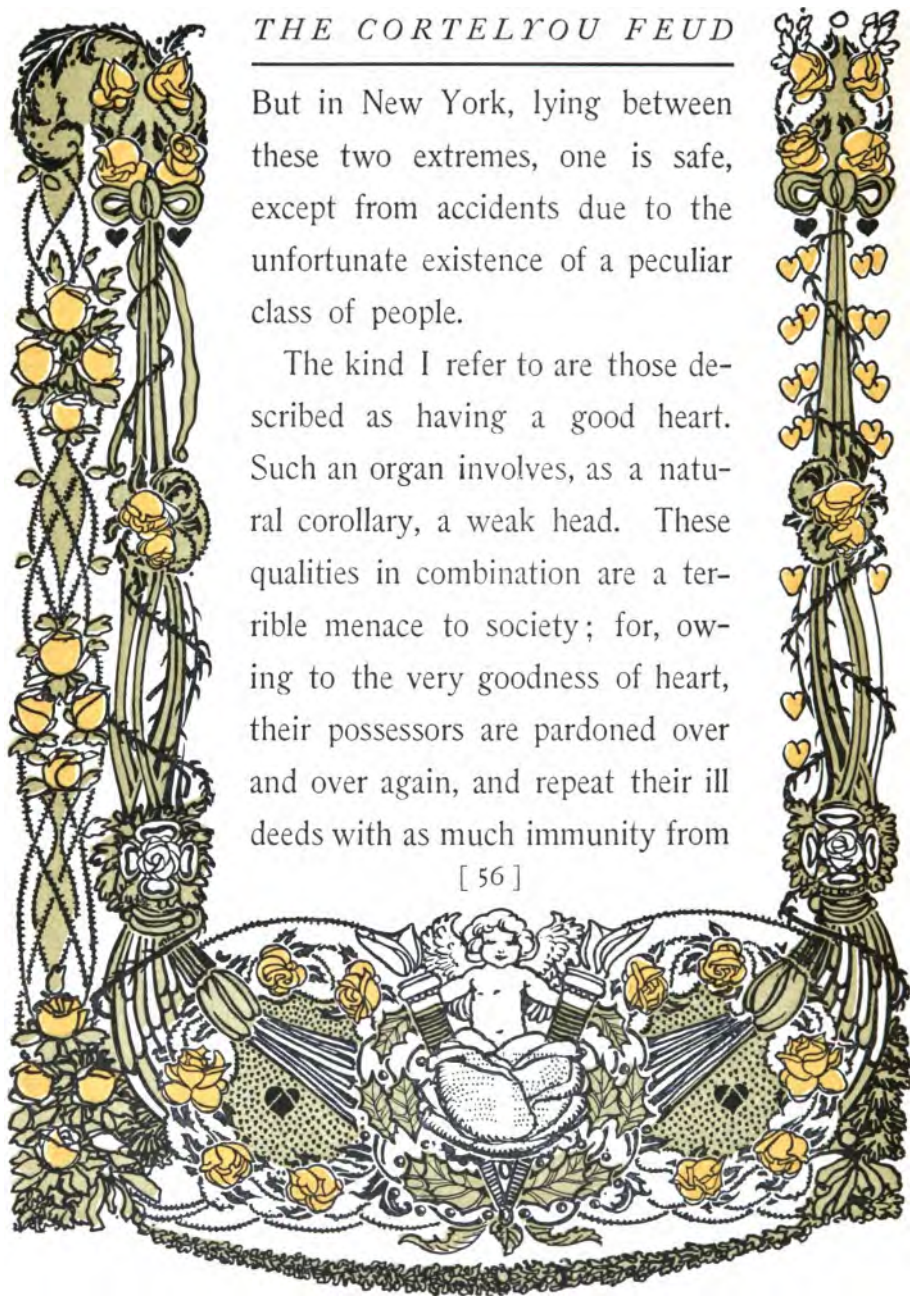 THE CORTELYOU FEUD
But in New York, lying between
these two extremes, one is safe,
except from accidents due to the
unfortunate existence of a peculiar
class of people.
The kind I refer to are those de-
scribed as having a good heart.
Such an organ involves, as a natu-
ral corollary, a weak head. These
qualities in combination are a ter-
rible menace to society; for, ow-
ing to the very goodness of heart,
their possessors are pardoned over
and over again, and repeat their ill
deeds with as much immunity from
[ 56 ]